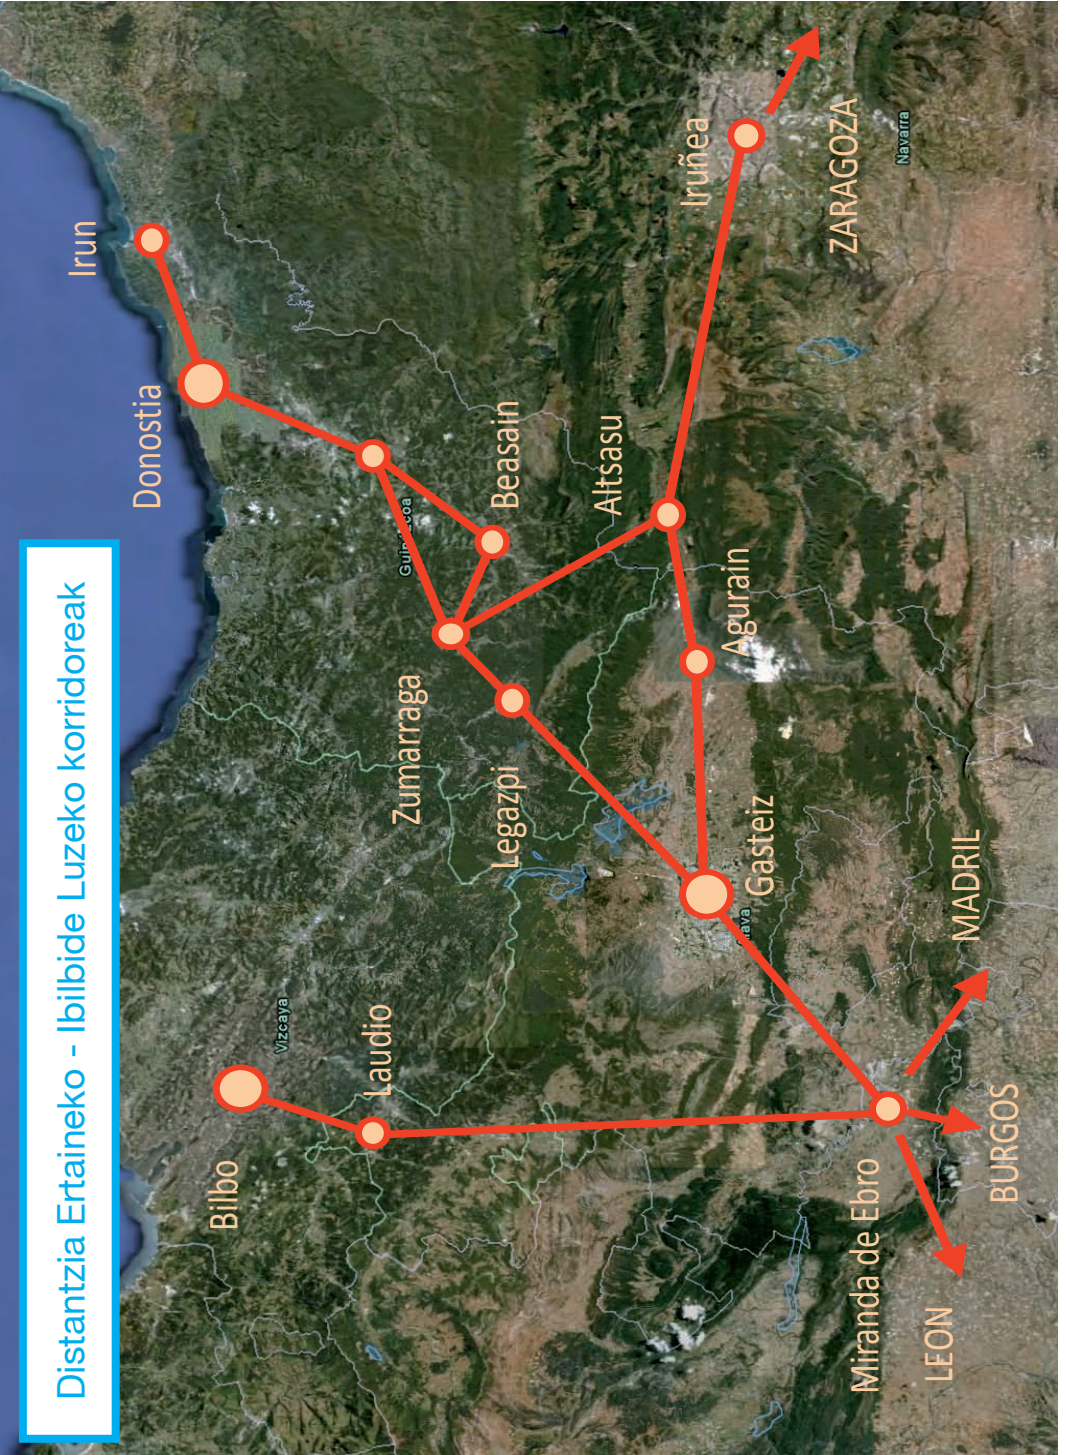 Distantzia Ertaineko - Ibilbide Luzeko korridoreak
Irun
Donostia
Bilbo
Vizcaya
Laudio
Zumarraga
Beasain
Legazpi
Altsasu
Iruñea
Agurain
Gasteiz
Navarra
ZARAGOZA
Miranda de Ebro
MADRIL
LEON
BURGOS